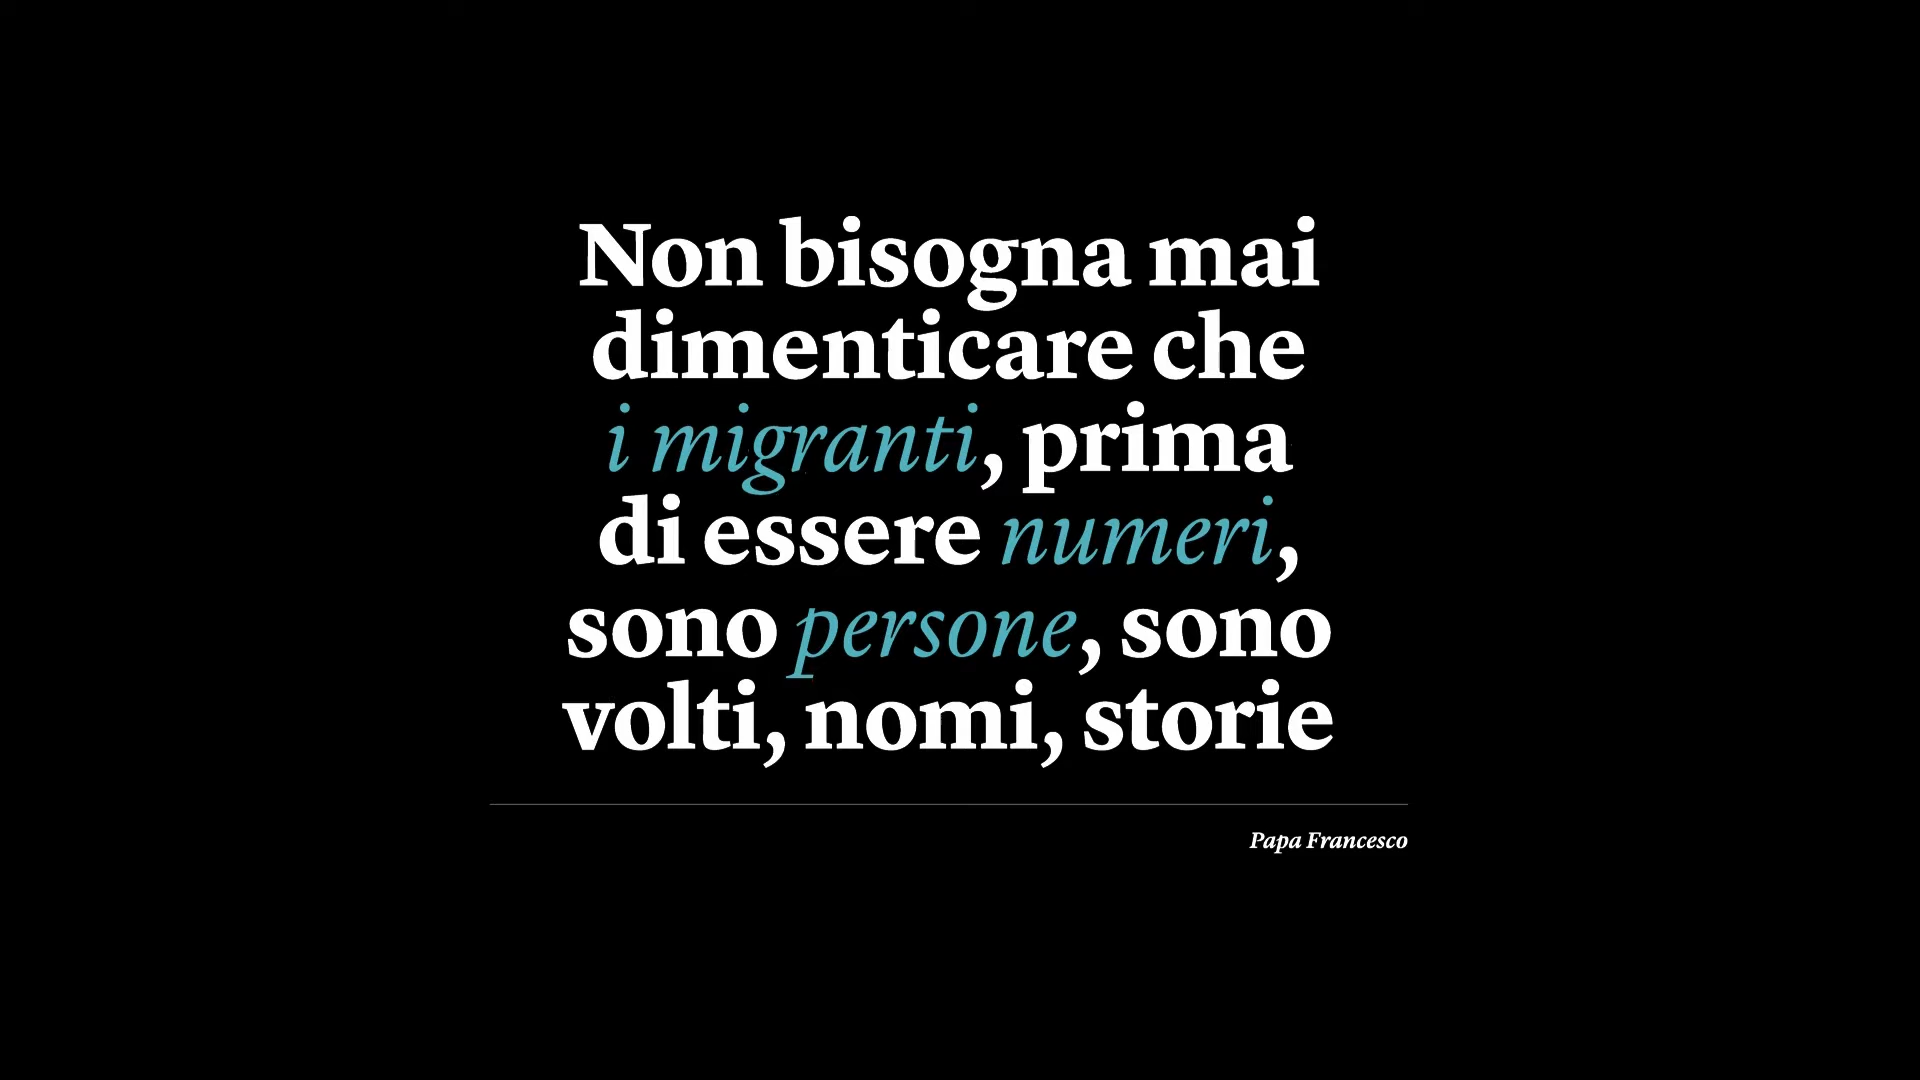 Non bisogna mai
dimenticare che
i migranti, prima
di essere numeri,
sono persone, sono
volti, nomi, storie
Papa Francesco